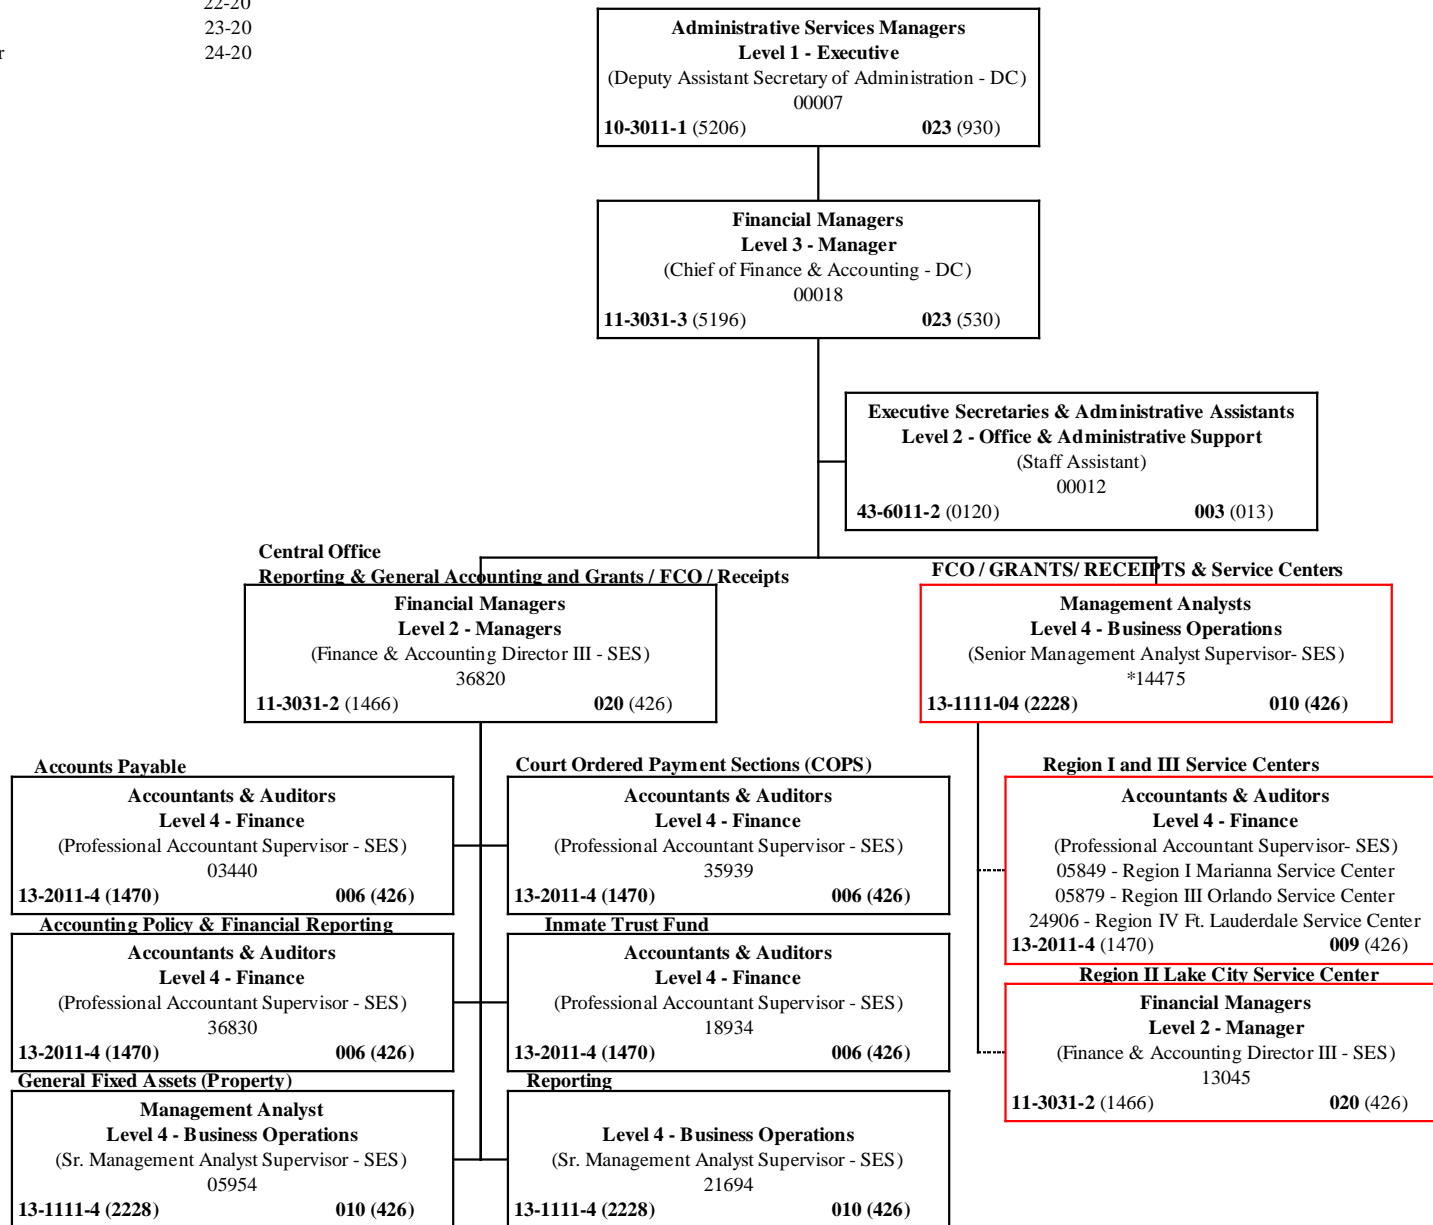 22-20
23-20
r 24-20
Administrative Services Managers
Level 1 - Executive
(Deputy Assistant Secretary of Administration - DC)
00007
10-3011-1 (5206) 023 (930)
Financial Managers
Level 3 - Manager
(Chief of Finance & Accounting - DC)
00018
11-3031-3 (5196) 023 (530)
Executive Secretaries & Administrative Assistants
Level 2 - Office & Administrative Support
(Staff Assistant)
00012
43-6011-2 (0120) 003 (013)
Central Office
Reporting & General Accounting and Grants / FCO / Receipts
Financial Managers
Level 2 - Managers
(Finance & Accounting Director III - SES)
36820
11-3031-2 (1466) 020 (426)
FCO / GRANTS/ RECEIPTS & Service Centers
Management Analysts
Level 4 - Business Operations
(Senior Management Analyst Supervisor- SES)
*14475
13-1111-04 (2228) 010 (426)
Accounts Payable
Accountants & Auditors
Level 4 - Finance
(Professional Accountant Supervisor - SES)
03440
13-2011-4 (1470) 006 (426)
Court Ordered Payment Sections (COPS)
Accountants & Auditors
Level 4 - Finance
(Professional Accountant Supervisor - SES)
35939
13-2011-4 (1470) 006 (426)
Region I and III Service Centers
Accountants & Auditors
Level 4 - Finance
(Professional Accountant Supervisor- SES)
05849 - Region I Marianna Service Center
05879 - Region III Orlando Service Center
24906 - Region IV Ft. Lauderdale Service Center
13-2011-4 (1470) 009 (426)
Accounting Policy & Financial Reporting
Accountants & Auditors
Level 4 - Finance
(Professional Accountant Supervisor - SES)
36830
13-2011-4 (1470) 006 (426)
Inmate Trust Fund
Accountants & Auditors
Level 4 - Finance
(Professional Accountant Supervisor - SES)
18934
13-2011-4 (1470) 006 (426)
Region II Lake City Service Center
Financial Managers
Level 2 - Manager
(Finance & Accounting Director III - SES)
13045
11-3031-2 (1466) 020 (426)
General Fixed Assets (Property)
Management Analyst
Level 4 - Business Operations
(Sr. Management Analyst Supervisor - SES)
05954
13-1111-4 (2228) 010 (426)
Reporting
Level 4 - Business Operations
(Sr. Management Analyst Supervisor - SES)
21694
13-1111-4 (2228) 010 (426)